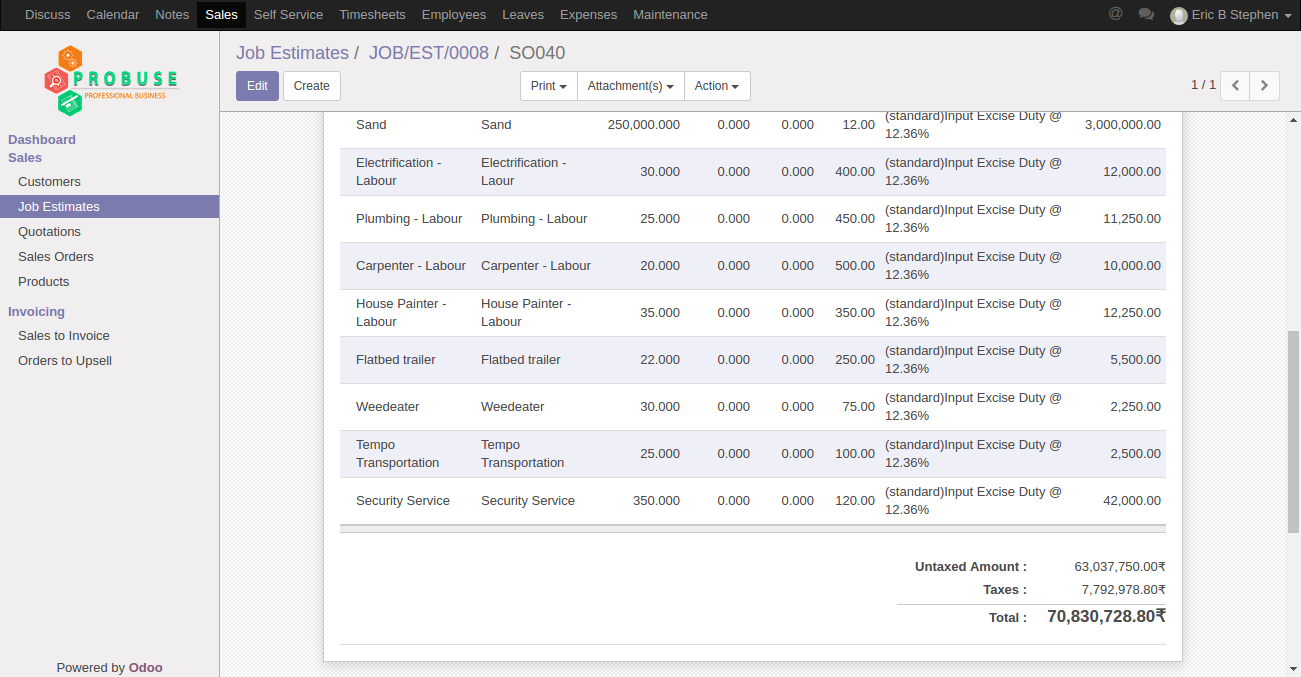 Discuss Calendar Notes Sales Self Service Timesheets Employees Leaves Expenses Maintenance @ Eric B Stephen
PROBUSE
PROFESSIONAL BUSINESS
Dashboard
Sales
Customers
Job Estimates
Quotations
Sales Orders
Products
Invoicing
Sales to Invoice
Orders to Upsell
Powered by Odoo
Job Estimates / JOB/EST/0008 / SO040
Edit Create Print Attachment(s) Action 1 / 1
Sand Sand 250,000.000 0.000 0.000 12.00 (standard)Input Excise Duty @ 3,000,000.00
12.36%
Electrification - Electrification - 30.000 0.000 0.000 400.00 (standard)Input Excise Duty @ 12,000.00
Labour Laour 12.36%
Plumbing - Labour Plumbing - Labour 25.000 0.000 0.000 450.00 (standard)Input Excise Duty @ 11,250.00
12.36%
Carpenter - Labour Carpenter - Labour 20.000 0.000 0.000 500.00 (standard)Input Excise Duty @ 10,000.00
12.36%
House Painter - House Painter - 35.000 0.000 0.000 350.00 (standard)Input Excise Duty @ 12,250.00
Labour Labour 12.36%
Flatbed trailer Flatbed trailer 22.000 0.000 0.000 250.00 (standard)Input Excise Duty @ 5,500.00
12.36%
Weedeater Weedeater 30.000 0.000 0.000 75.00 (standard)Input Excise Duty @ 2,250.00
12.36%
Tempo Tempo 25.000 0.000 0.000 100.00 (standard)Input Excise Duty @ 2,500.00
Transportation Transportation 12.36%
Security Service Security Service 350.000 0.000 0.000 120.00 (standard)Input Excise Duty @ 42,000.00
12.36%
Untaxed Amount : 63,037,750.00₹
Taxes : 7,792,978.80₹
Total : 70,830,728.80₹